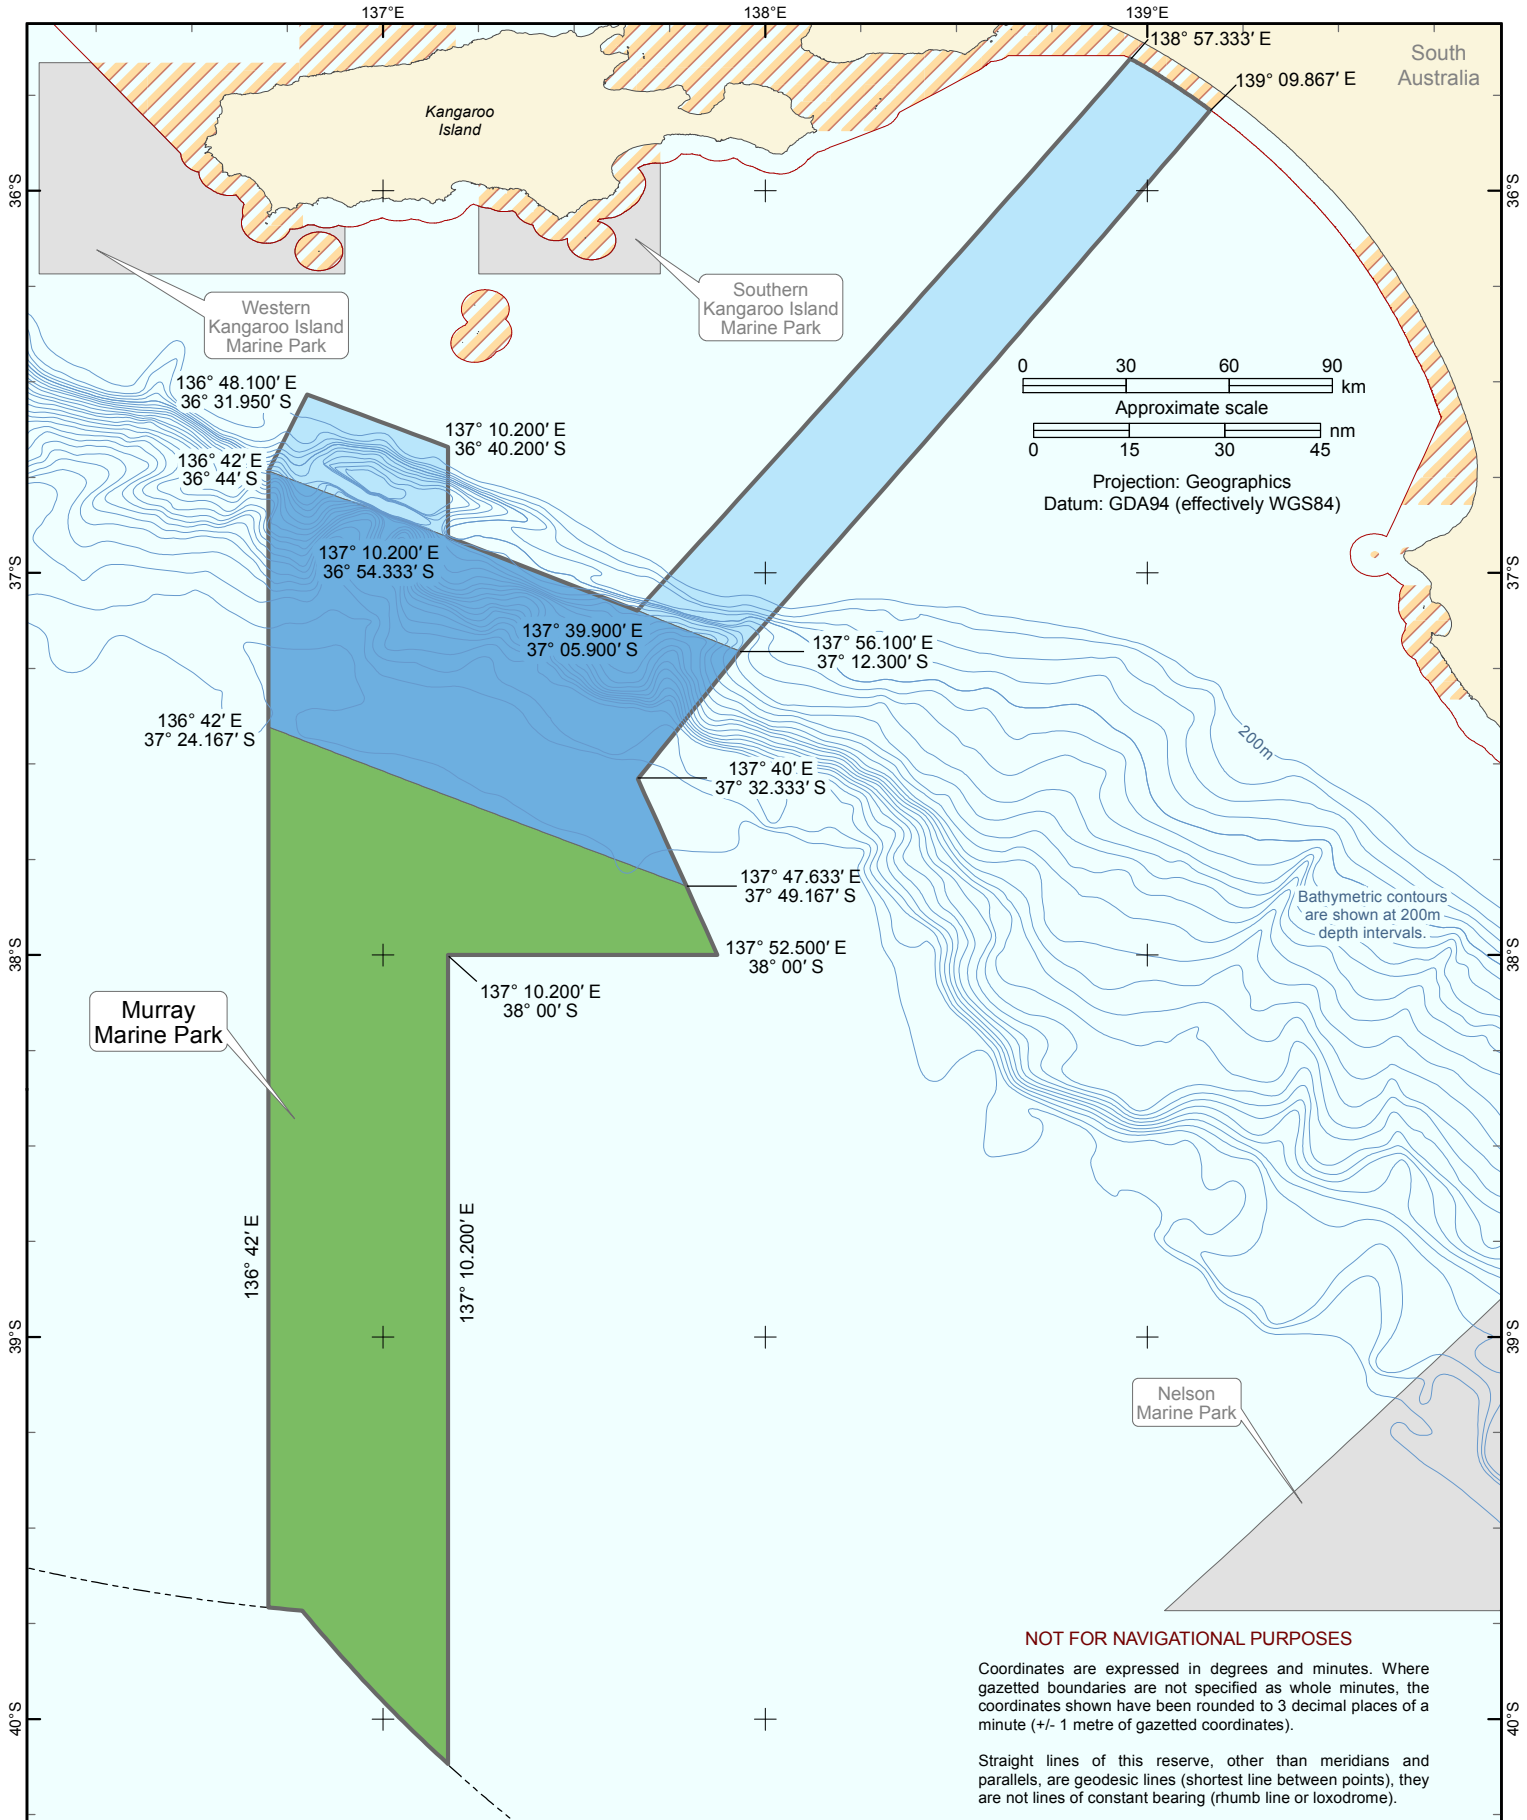 137°E
138°E
139°E
138° 57.333′ E
139° 09.867′ E
South
Australia
Kangaroo
Island
36°S
36°S
Western
Kangaroo Island
Marine Park
Southern
Kangaroo Island
Marine Park
0 30 60 90
km
Approximate scale
nm
0 15 30 45
Projection: Geographics
Datum: GDA94 (effectively WGS84)
136° 48.100′ E
36° 31.950′ S
137° 10.200′ E
36° 40.200′ S
136° 42′ E
36° 44′ S
137° 10.200′ E
36° 54.333′ S
37°S
37°S
137° 39.900′ E
37° 05.900′ S
137° 56.100′ E
37° 12.300′ S
136° 42′ E
37° 24.167′ S
200m
137° 40′ E
37° 32.333′ S
137° 47.633′ E
37° 49.167′ S
Bathymetric contours
are shown at 200m
depth intervals.
38°S
38°S
137° 52.500′ E
38° 00′ S
137° 10.200′ E
38° 00′ S
Murray
Marine Park
136° 42′ E
137° 10.200′ E
39°S
39°S
Nelson
Marine Park
NOT FOR NAVIGATIONAL PURPOSES
Coordinates are expressed in degrees and minutes. Where
gazetted boundaries are not specified as whole minutes, the
coordinates shown have been rounded to 3 decimal places of a
minute (+/- 1 metre of gazetted coordinates).
Straight lines of this reserve, other than meridians and
parallels, are geodesic lines (shortest line between points), they
are not lines of constant bearing (rhumb line or loxodrome).
40°S
40°S